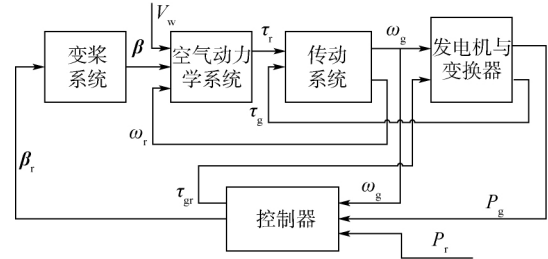 V_w
变桨
系统
β
空气动力
学系统
τ_r
传动
系统
ω_g
发电机与
变换器
τ_g
ω_r
β_r
τ_gr
ω_g
控制器
P_g
P_r